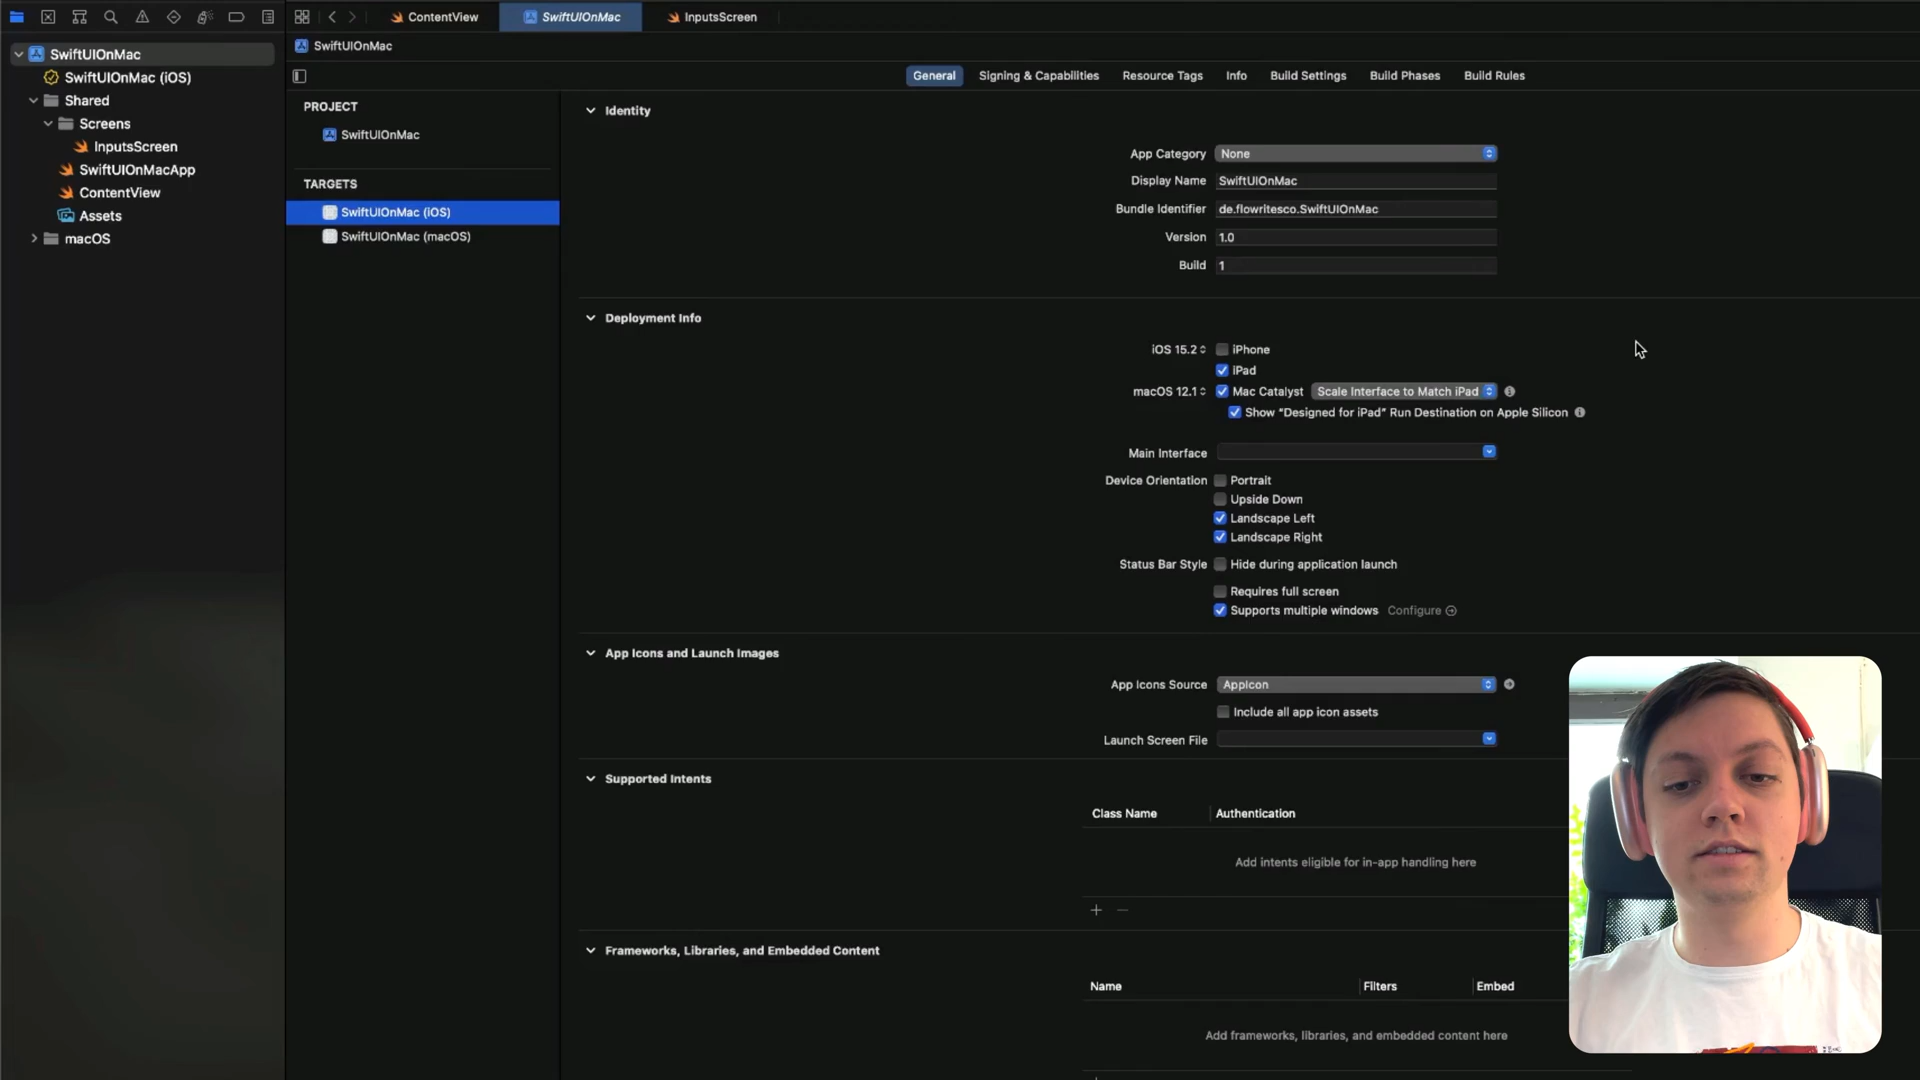 ContentView
SwiftUIOnMac
InputsScreen
SwiftUIOnMac
SwiftUIOnMac (iOS)
Shared
Screens
InputsScreen
SwiftUIOnMacApp
ContentView
Assets
macOS
SwiftUIOnMac
General
Signing & Capabilities
Resource Tags
Info
Build Settings
Build Phases
Build Rules
PROJECT
SwiftUIOnMac
TARGETS
SwiftUIOnMac (iOS)
SwiftUIOnMac (macOS)
Identity
App Category None
Display Name SwiftUIOnMac
Bundle Identifier de.flowritesco.SwiftUIOnMac
Version 1.0
Build 1
Deployment Info
iOS 15.2 iPhone
iPad
macOS 12.1 Mac Catalyst Scale Interface to Match iPad
Show “Designed for iPad” Run Destination on Apple Silicon
Main Interface
Device Orientation Portrait
Upside Down
Landscape Left
Landscape Right
Status Bar Style Hide during application launch
Requires full screen
Supports multiple windows Configure
App Icons and Launch Images
App Icons Source AppIcon
Include all app icon assets
Launch Screen File
Supported Intents
Class Name Authentication
Add intents eligible for in-app handling here
Frameworks, Libraries, and Embedded Content
Name Filters Embed
Add frameworks, libraries, and embedded content here